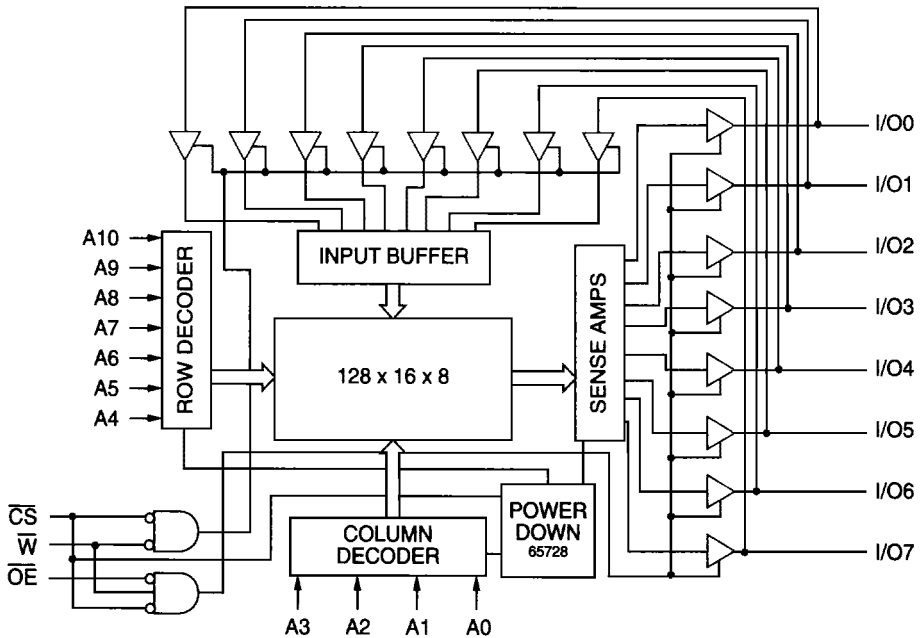 I/O0
I/O1
A10
INPUT BUFFER
I/O2
A9
ROW DECODER
SENSE AMPS
A8
I/O3
A7
A6
128 x 16 x 8
I/O4
A5
A4
I/O5
CS
POWER
DOWN
65728
I/O6
W
COLUMN
DECODER
I/O7
OE
A3
A2
A1
A0